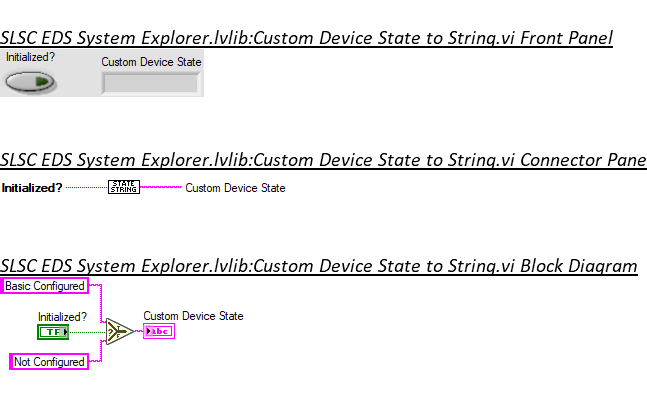 SLSC EDS System Explorer.lvlib:Custom Device State to String.vi Front Panel
Initialized?
Custom Device State
SLSC EDS System Explorer.lvlib:Custom Device State to String.vi Connector Pane
Initialized? STATE STRING Custom Device State
SLSC EDS System Explorer.lvlib:Custom Device State to String.vi Block Diagram
Basic Configured
Initialized?
Custom Device State
TF
? T F
abc
Not Configured